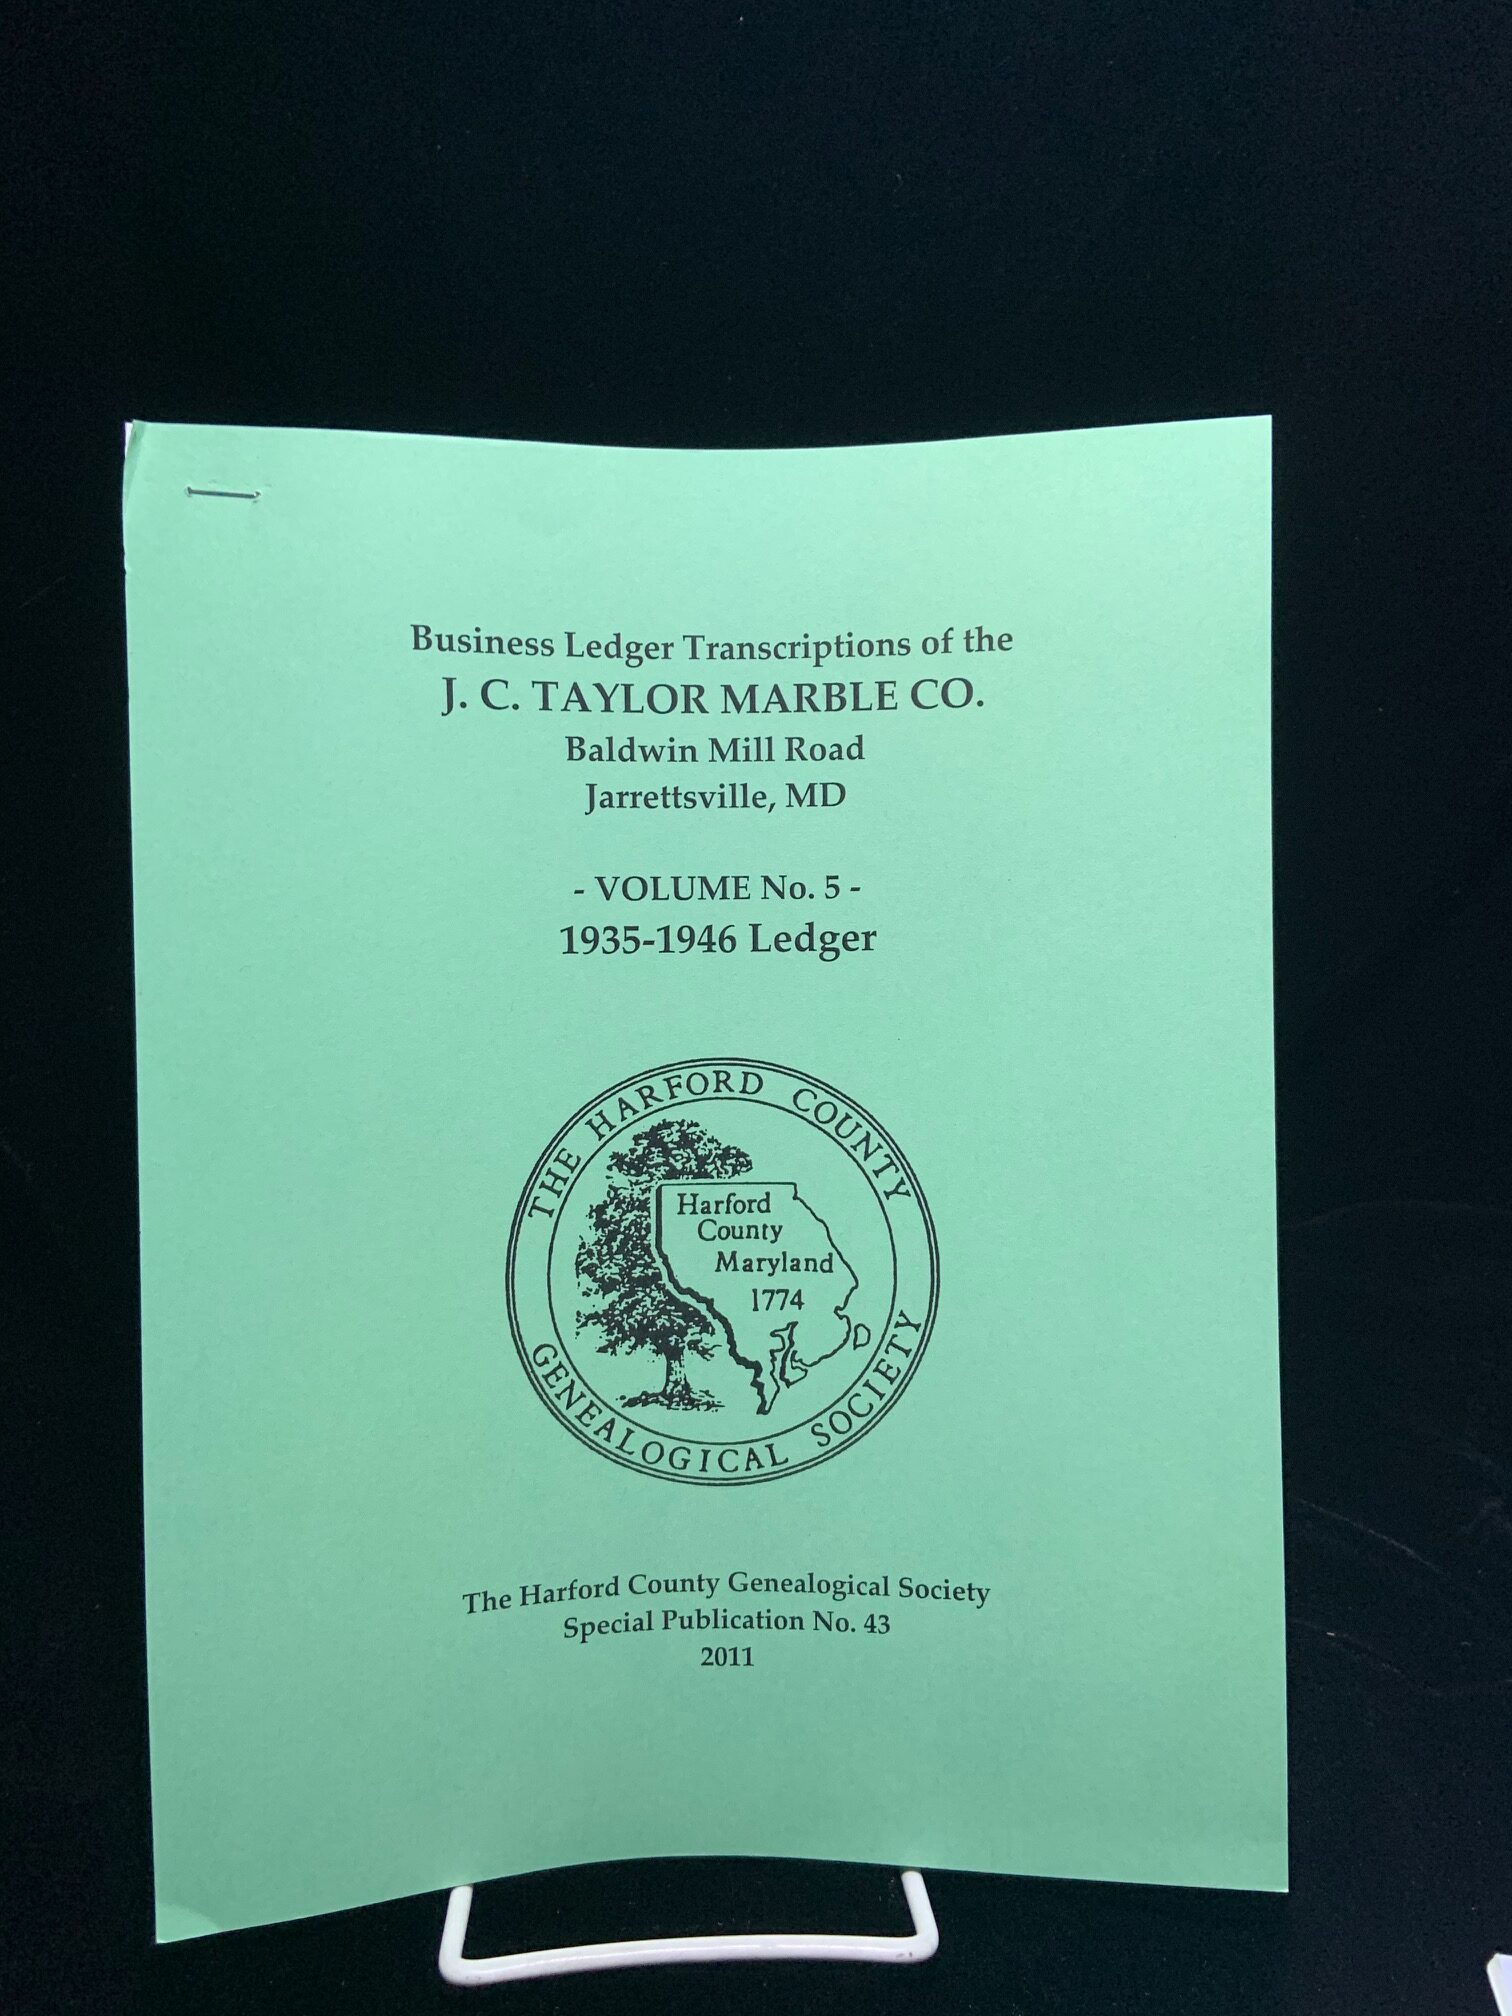 Business Ledger Transcriptions of the
J. C. TAYLOR MARBLE CO.
Baldwin Mill Road
Jarrettsville, MD
- VOLUME No. 5 -
1935-1946 Ledger
THE HARFORD COUNTY
Harford
County
Maryland
1774
GENEALOGICAL SOCIETY
The Harford County Genealogical Society
Special Publication No. 43
2011